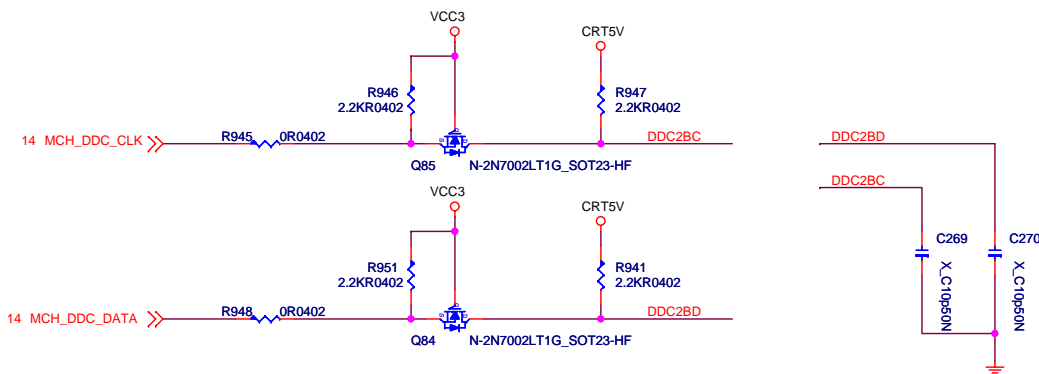 VCC3
CRT5V
R946
2.2KR0402
R947
2.2KR0402
14 MCH_DDC_CLK
R945
0R0402
DDC2BC
DDC2BD
G
S
D
Q85
N-2N7002LT1G_SOT23-HF
DDC2BC
VCC3
CRT5V
C269
C270
X_C10p50N
X_C10p50N
R951
2.2KR0402
R941
2.2KR0402
14 MCH_DDC_DATA
R948
0R0402
DDC2BD
G
S
D
Q84
N-2N7002LT1G_SOT23-HF